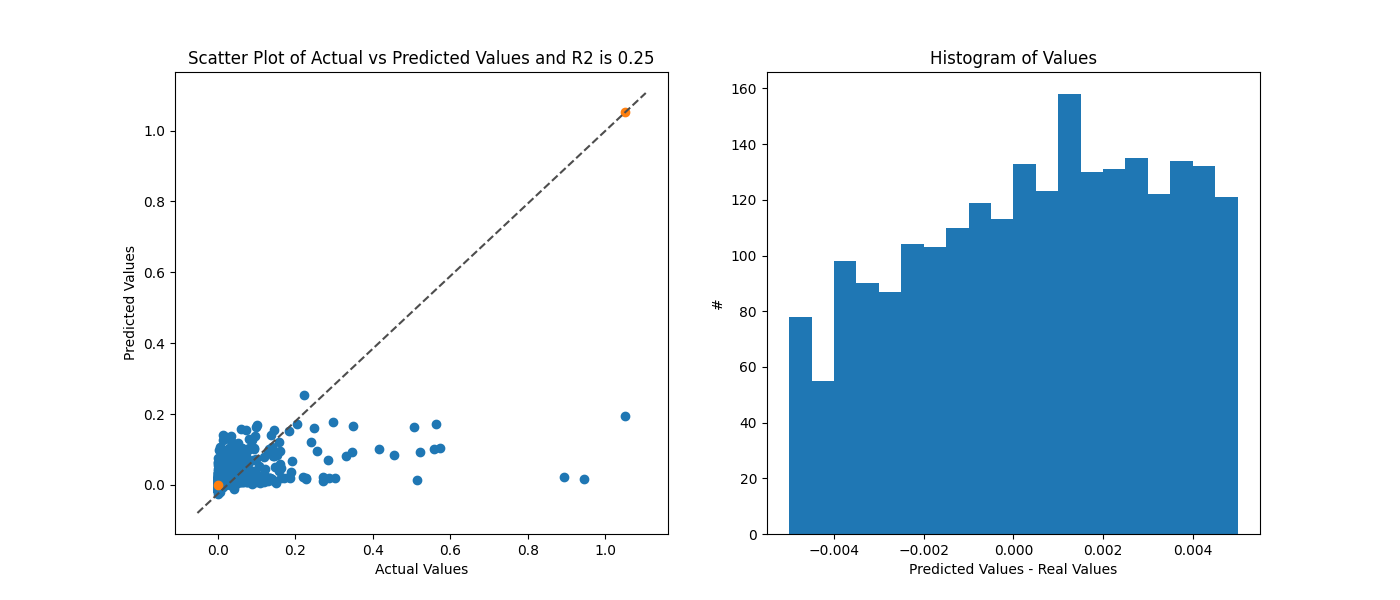 Scatter Plot of Actual vs Predicted Values and R2 is 0.25
Predicted Values
1.0
0.8
0.6
0.4
0.2
0.0
0.0 0.2 0.4 0.6 0.8 1.0
Actual Values
Histogram of Values
#
160
140
120
100
80
60
40
20
0
−0.004 −0.002 0.000 0.002 0.004
Predicted Values - Real Values